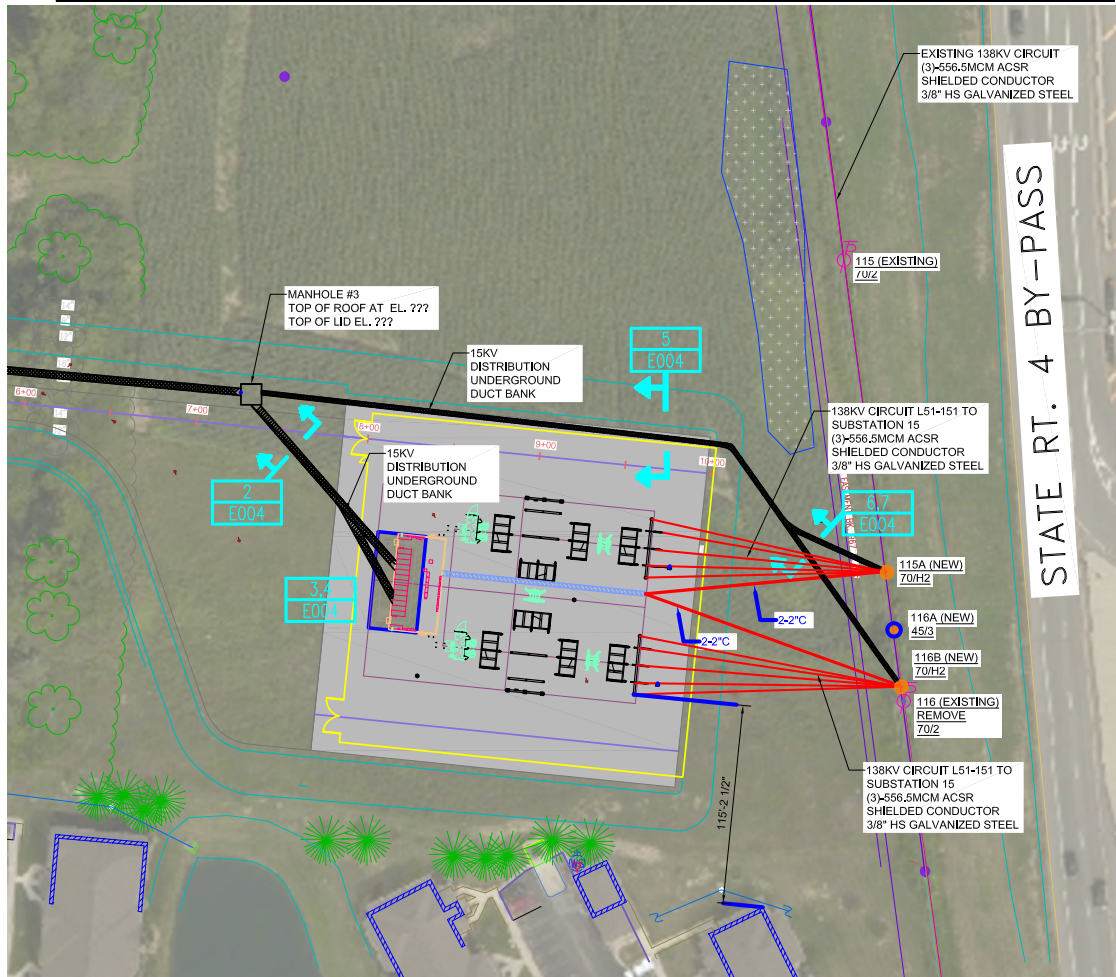 EXISTING 138KV CIRCUIT
(3)-556.5MCM ACSR
SHIELDED CONDUCTOR
3/8" HS GALVANIZED STEEL
STATE RT. 4 BY-PASS
115 (EXISTING)
70/2
MANHOLE #3
TOP OF ROOF AT EL. ???
TOP OF LID EL. ???
15KV
DISTRIBUTION
UNDERGROUND
DUCT BANK
5
E004
138KV CIRCUIT L51-151 TO
SUBSTATION 15
(3)-556.5MCM ACSR
SHIELDED CONDUCTOR
3/8" HS GALVANIZED STEEL
6+00
7+00
8+00
9+00
10+00
15KV
DISTRIBUTION
UNDERGROUND
DUCT BANK
2
E004
6,7
E004
3,4
E004
115A (NEW)
70/H2
116A (NEW)
45/3
2-2"C
2-2"C
116B (NEW)
70/H2
116 (EXISTING)
REMOVE
70/2
138KV CIRCUIT L51-151 TO
SUBSTATION 15
(3)-556.5MCM ACSR
SHIELDED CONDUCTOR
3/8" HS GALVANIZED STEEL
115'-2 1/2"